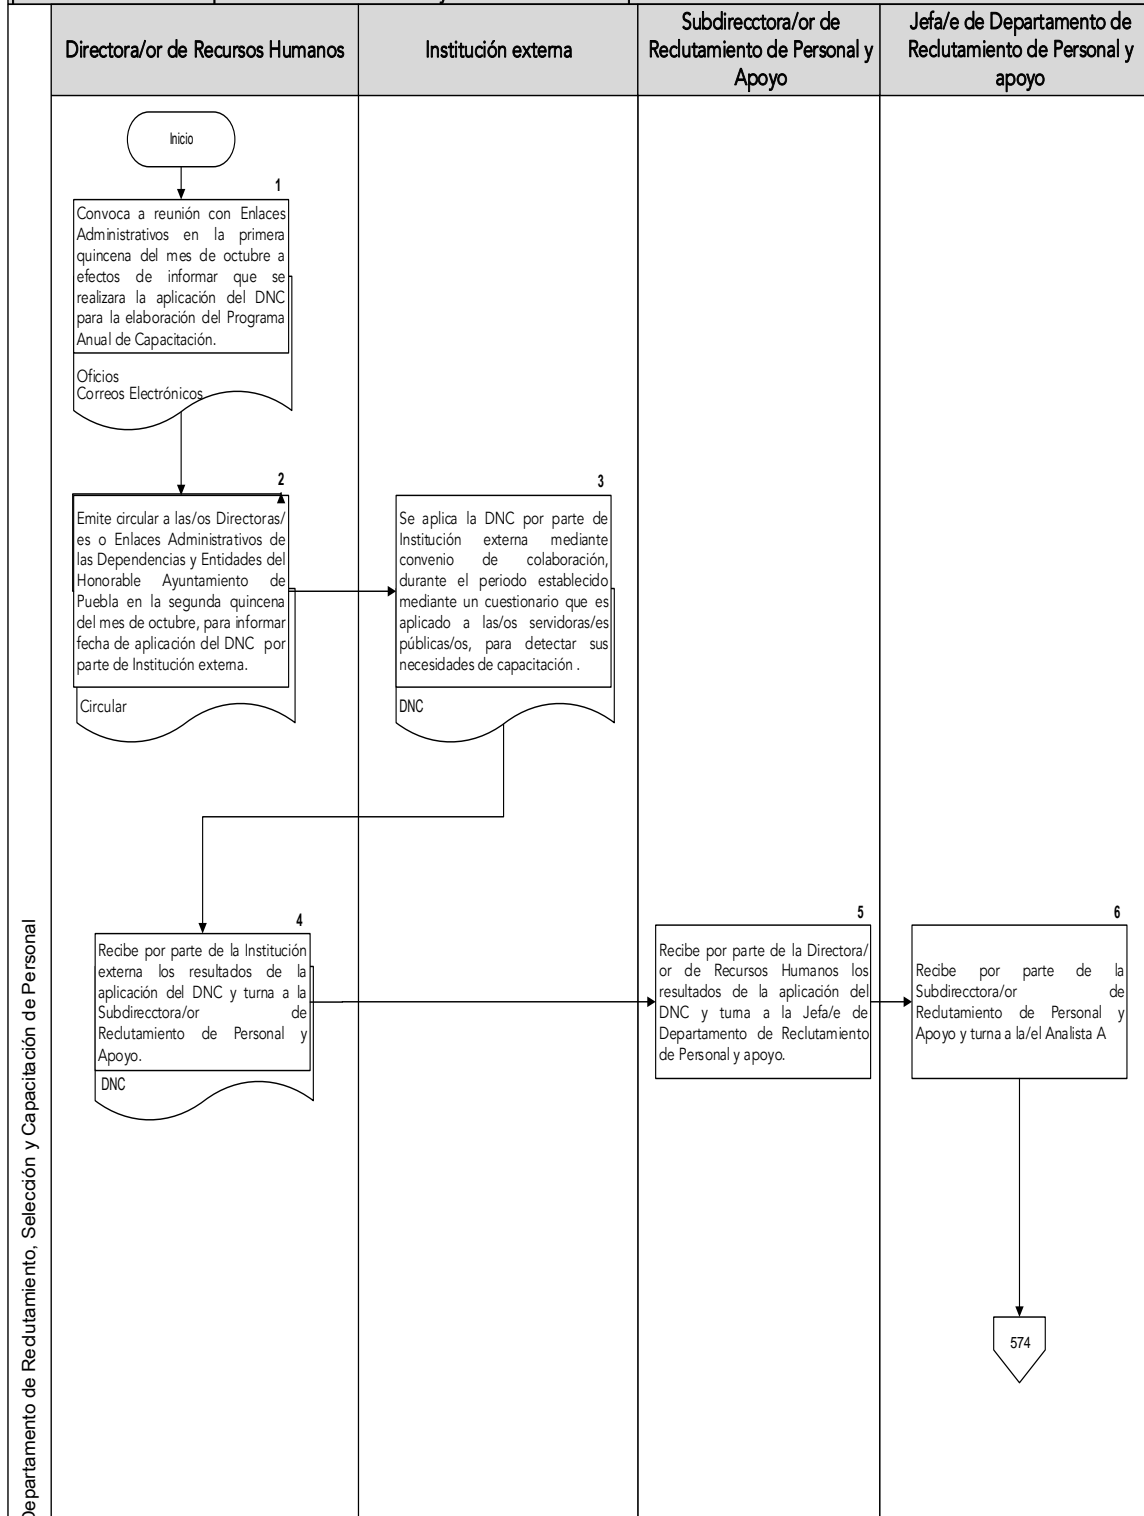 Directora/or de Recursos Humanos
Institución externa
Subdirecctora/or de
Reclutamiento de Personal y
Apoyo
Jefa/e de Departamento de
Reclutamiento de Personal y
apoyo
Inicio
1
Convoca a reunión con Enlaces
Administrativos en la primera
quincena del mes de octubre a
efectos de informar que se
realizara la aplicación del DNC
para la elaboración del Programa
Anual de Capacitación.
Oficios
Correos Electrónicos
2
Emite circular a las/os Directoras/
es o Enlaces Administrativos de
las Dependencias y Entidades del
Honorable Ayuntamiento de
Puebla en la segunda quincena
del mes de octubre, para informar
fecha de aplicación del DNC por
parte de Institución externa.
Circular
3
Se aplica la DNC por parte de
Institución externa mediante
convenio de colaboración,
durante el periodo establecido
mediante un cuestionario que es
aplicado a las/os servidoras/es
públicas/os, para detectar sus
necesidades de capacitación .
DNC
4
Recibe por parte de la Institución
externa los resultados de la
aplicación del DNC y turna a la
Subdirecctora/or de
Reclutamiento de Personal y
Apoyo.
DNC
5
Recibe por parte de la Directora/
or de Recursos Humanos los
resultados de la aplicación del
DNC y turna a la Jefa/e de
Departamento de Reclutamiento
de Personal y apoyo.
6
Recibe por parte de la
Subdirecctora/or de
Reclutamiento de Personal y
Apoyo y turna a la/el Analista A
574
Departamento de Reclutamiento, Selección y Capacitación de Personal